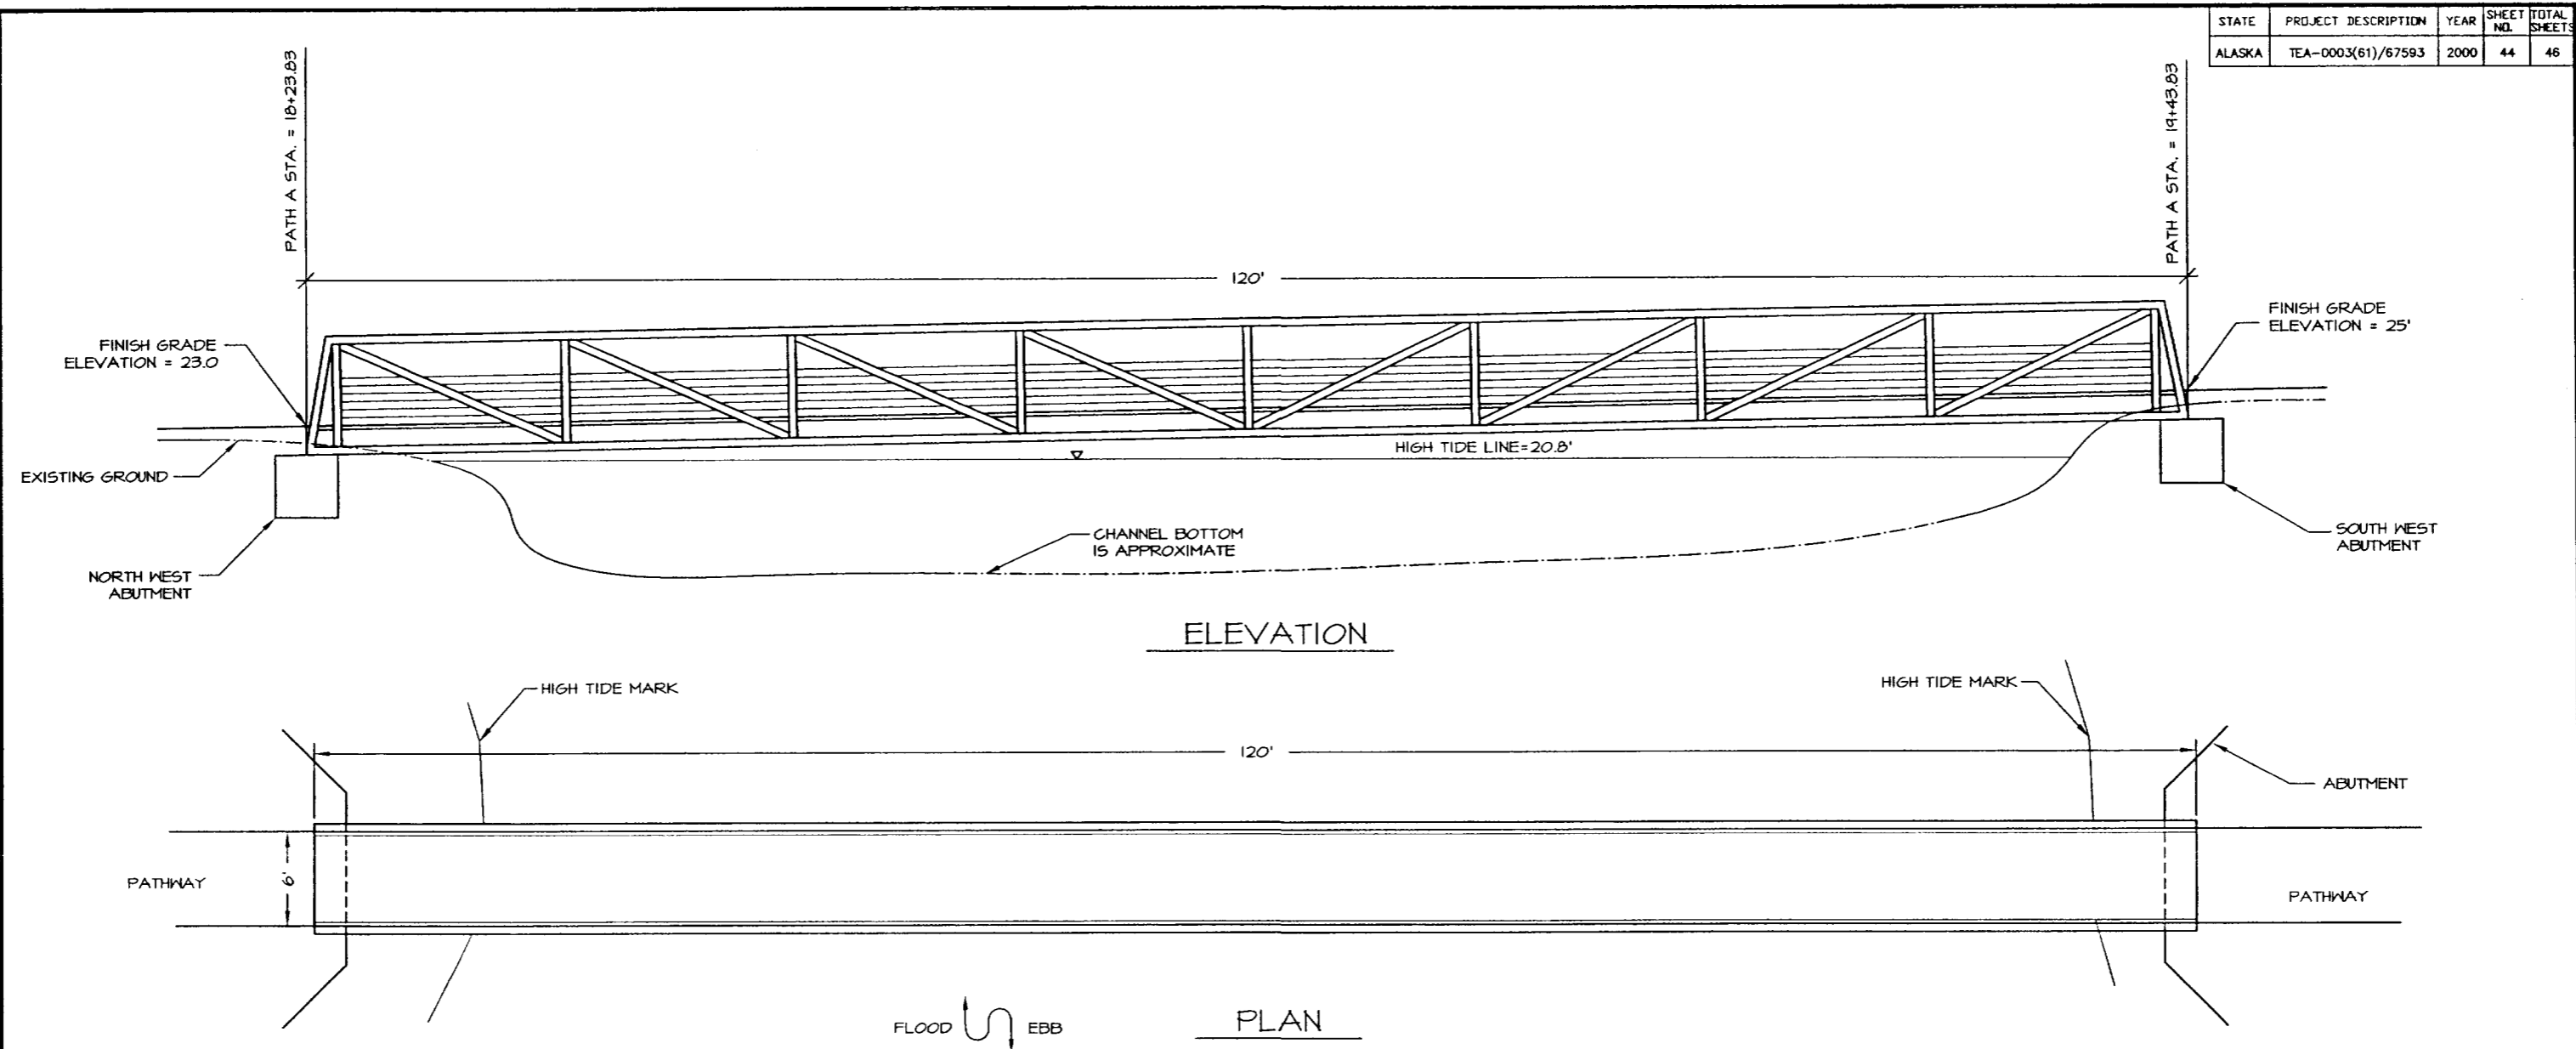 STATE PROJECT DESCRIPTION YEAR SHEET NO. TOTAL SHEETS
ALASKA TEA-0003(61)/67593 2000 44 46
PATH A STA. = 18+23.83
PATH A STA. = 19+43.83
120'
FINISH GRADE
ELEVATION = 23.0
FINISH GRADE
ELEVATION = 25'
HIGH TIDE LINE=20.8'
EXISTING GROUND
CHANNEL BOTTOM
IS APPROXIMATE
NORTH WEST
ABUTMENT
SOUTH WEST
ABUTMENT
ELEVATION
HIGH TIDE MARK
HIGH TIDE MARK
120'
ABUTMENT
PATHWAY
6'
PATHWAY
FLOOD EBB
PLAN